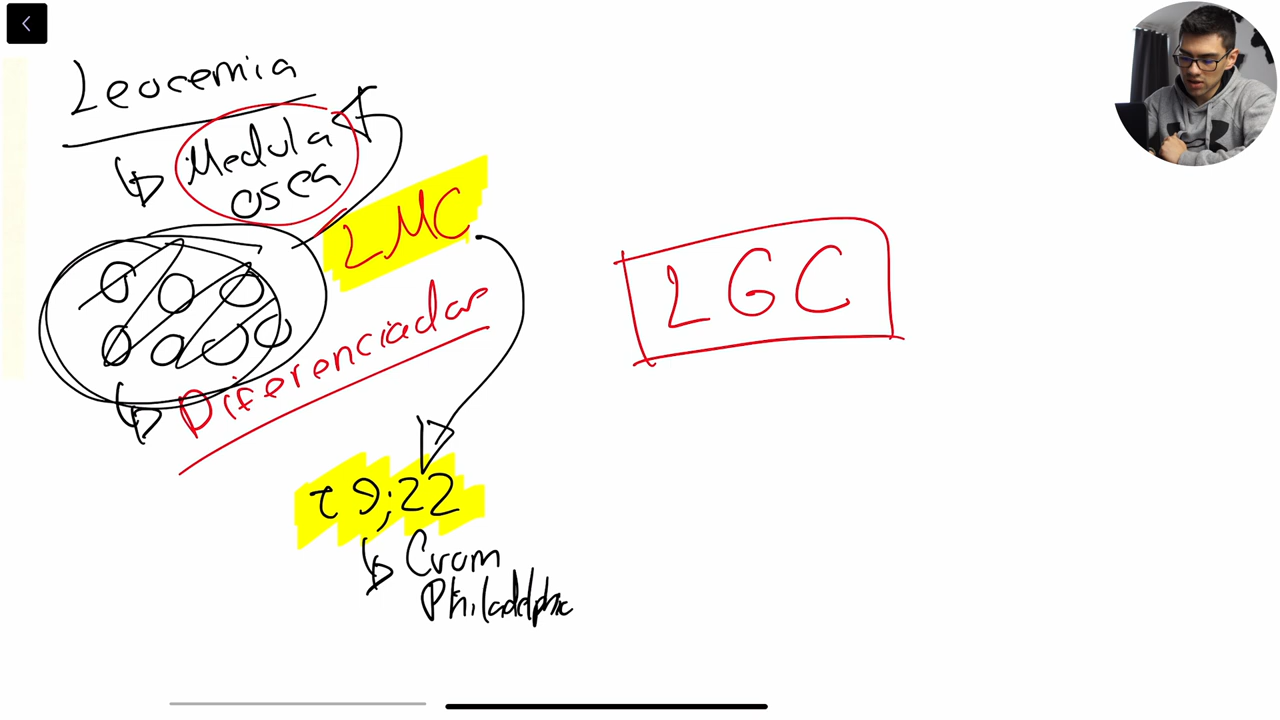 Leucemia
Medula
osea
LMC
Diferenciadas
t 9;22
Crom
Philadelphia
LGC